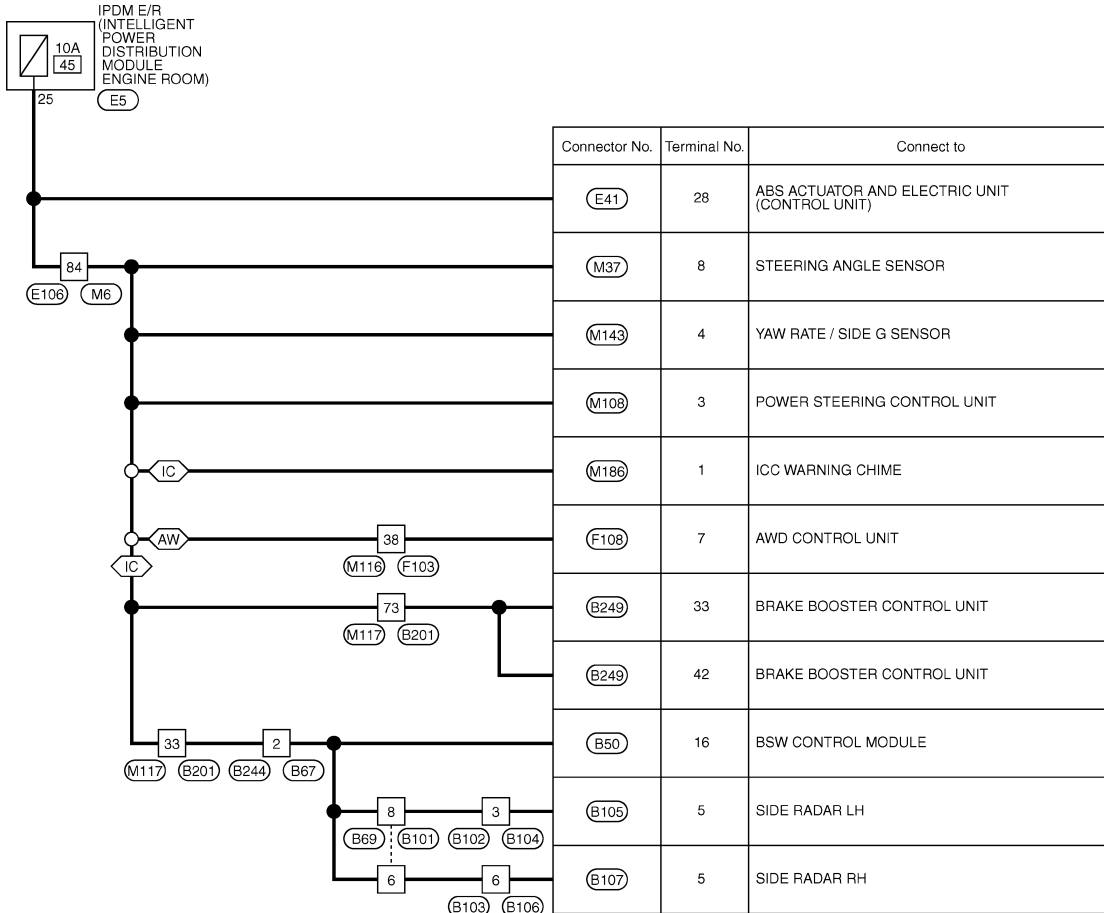 IPDM E/R
(INTELLIGENT
POWER
DISTRIBUTION
MODULE
ENGINE ROOM)
10A
45
25
E5
Connector No. Terminal No. Connect to
E41 28 ABS ACTUATOR AND ELECTRIC UNIT
(CONTROL UNIT)
84 M37 8 STEERING ANGLE SENSOR
E106 M6
M143 4 YAW RATE / SIDE G SENSOR
M108 3 POWER STEERING CONTROL UNIT
IC M186 1 ICC WARNING CHIME
AW 38 F108 7 AWD CONTROL UNIT
IC M116 F103
73 B249 33 BRAKE BOOSTER CONTROL UNIT
M117 B201
B249 42 BRAKE BOOSTER CONTROL UNIT
33 2 B50 16 BSW CONTROL MODULE
M117 B201 B244 B67
8 3 B105 5 SIDE RADAR LH
B69 B101 B102 B104
6 6 B107 5 SIDE RADAR RH
B103 B106